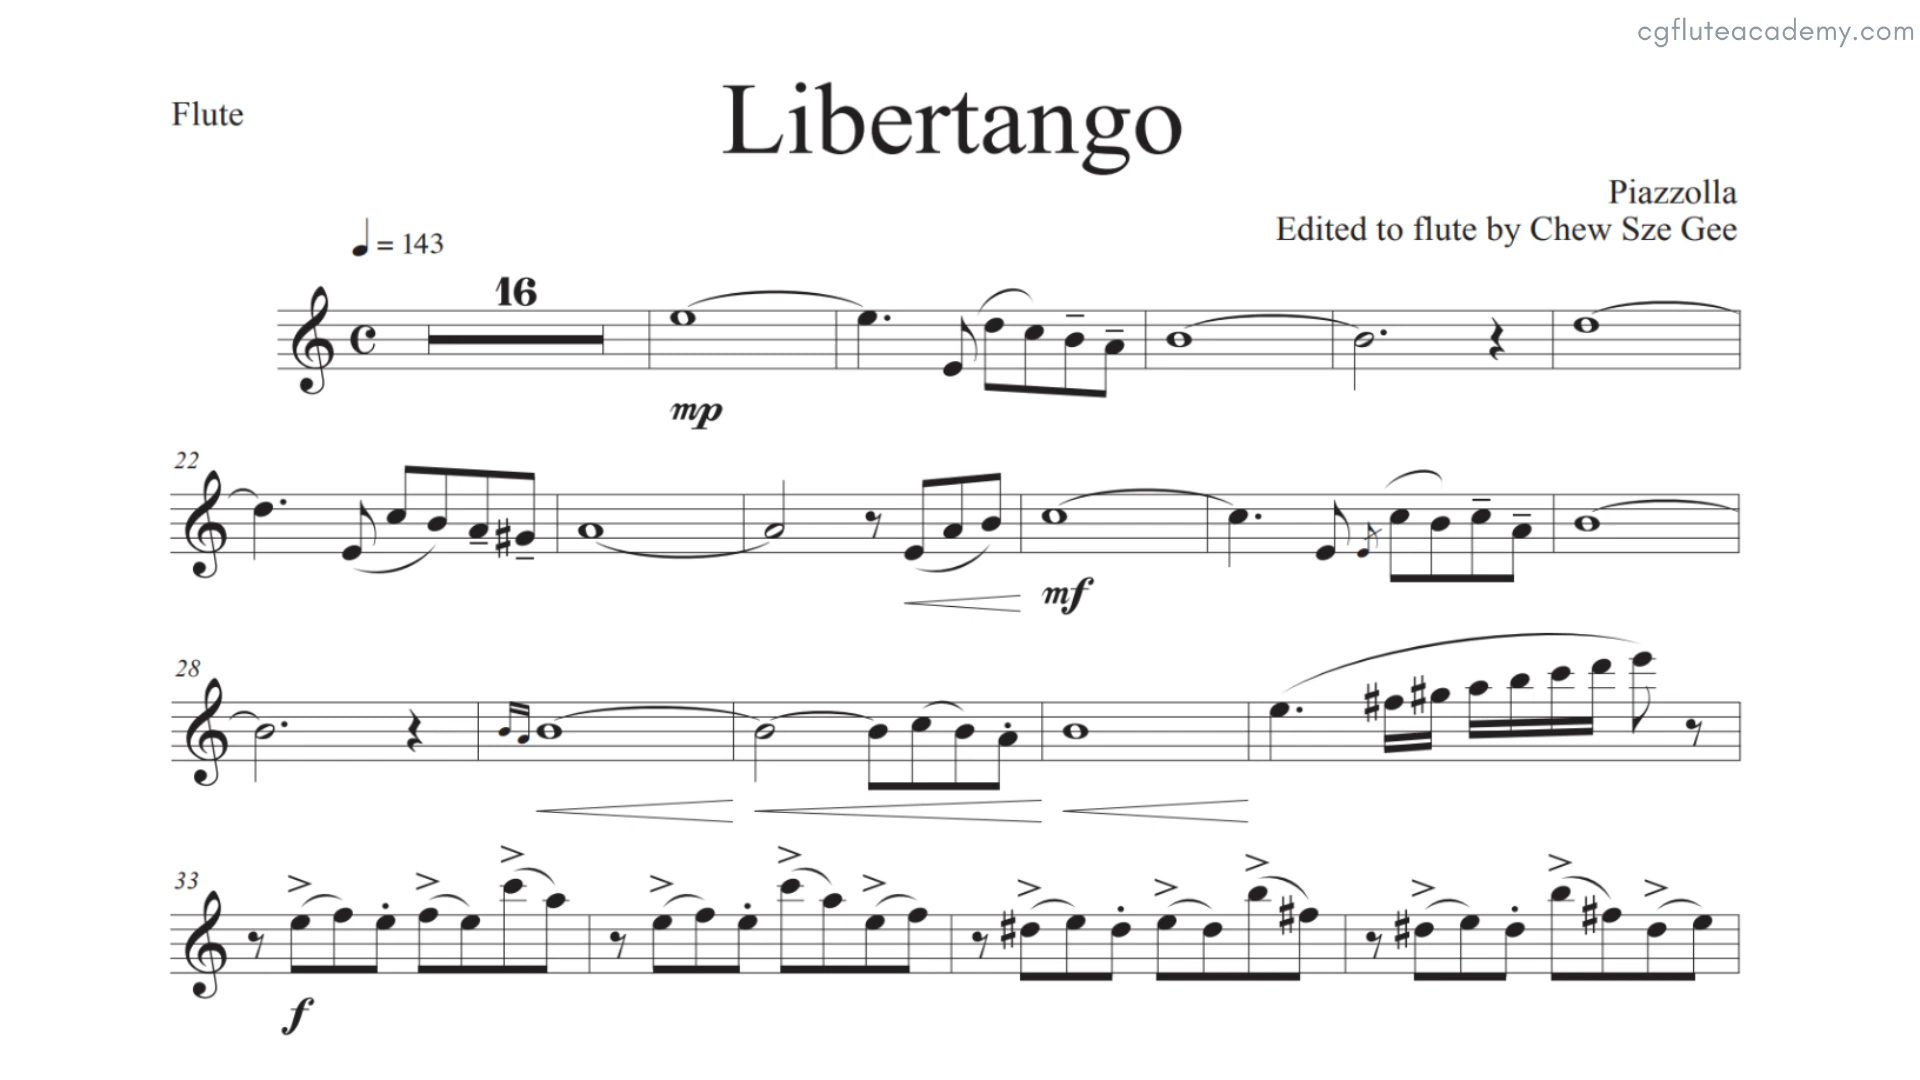 cgfluteacademy.com
Flute
Libertango
Piazzolla
Edited to flute by Chew Sze Gee
= 143
16
mp
22
mf
28
33
f